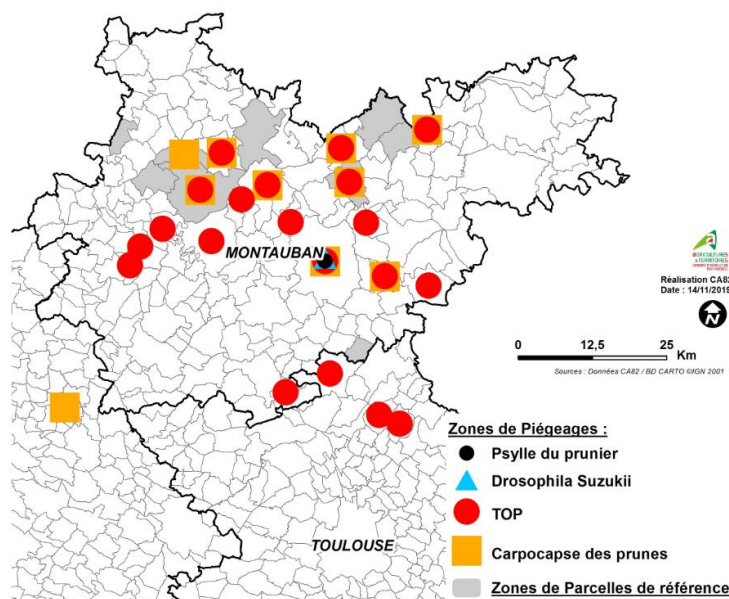 MONTAUBAN
Réalisation CA82
Date : 14/11/2019
N
0 12,5 25
Km
Sources : Données CA82 / BD CARTO ©IGN 2001
Zones de Piégeages :
Psylle du prunier
Drosophila Suzukii
TOP
Carpocapse des prunes
Zones de Parcelles de référence
TOULOUSE